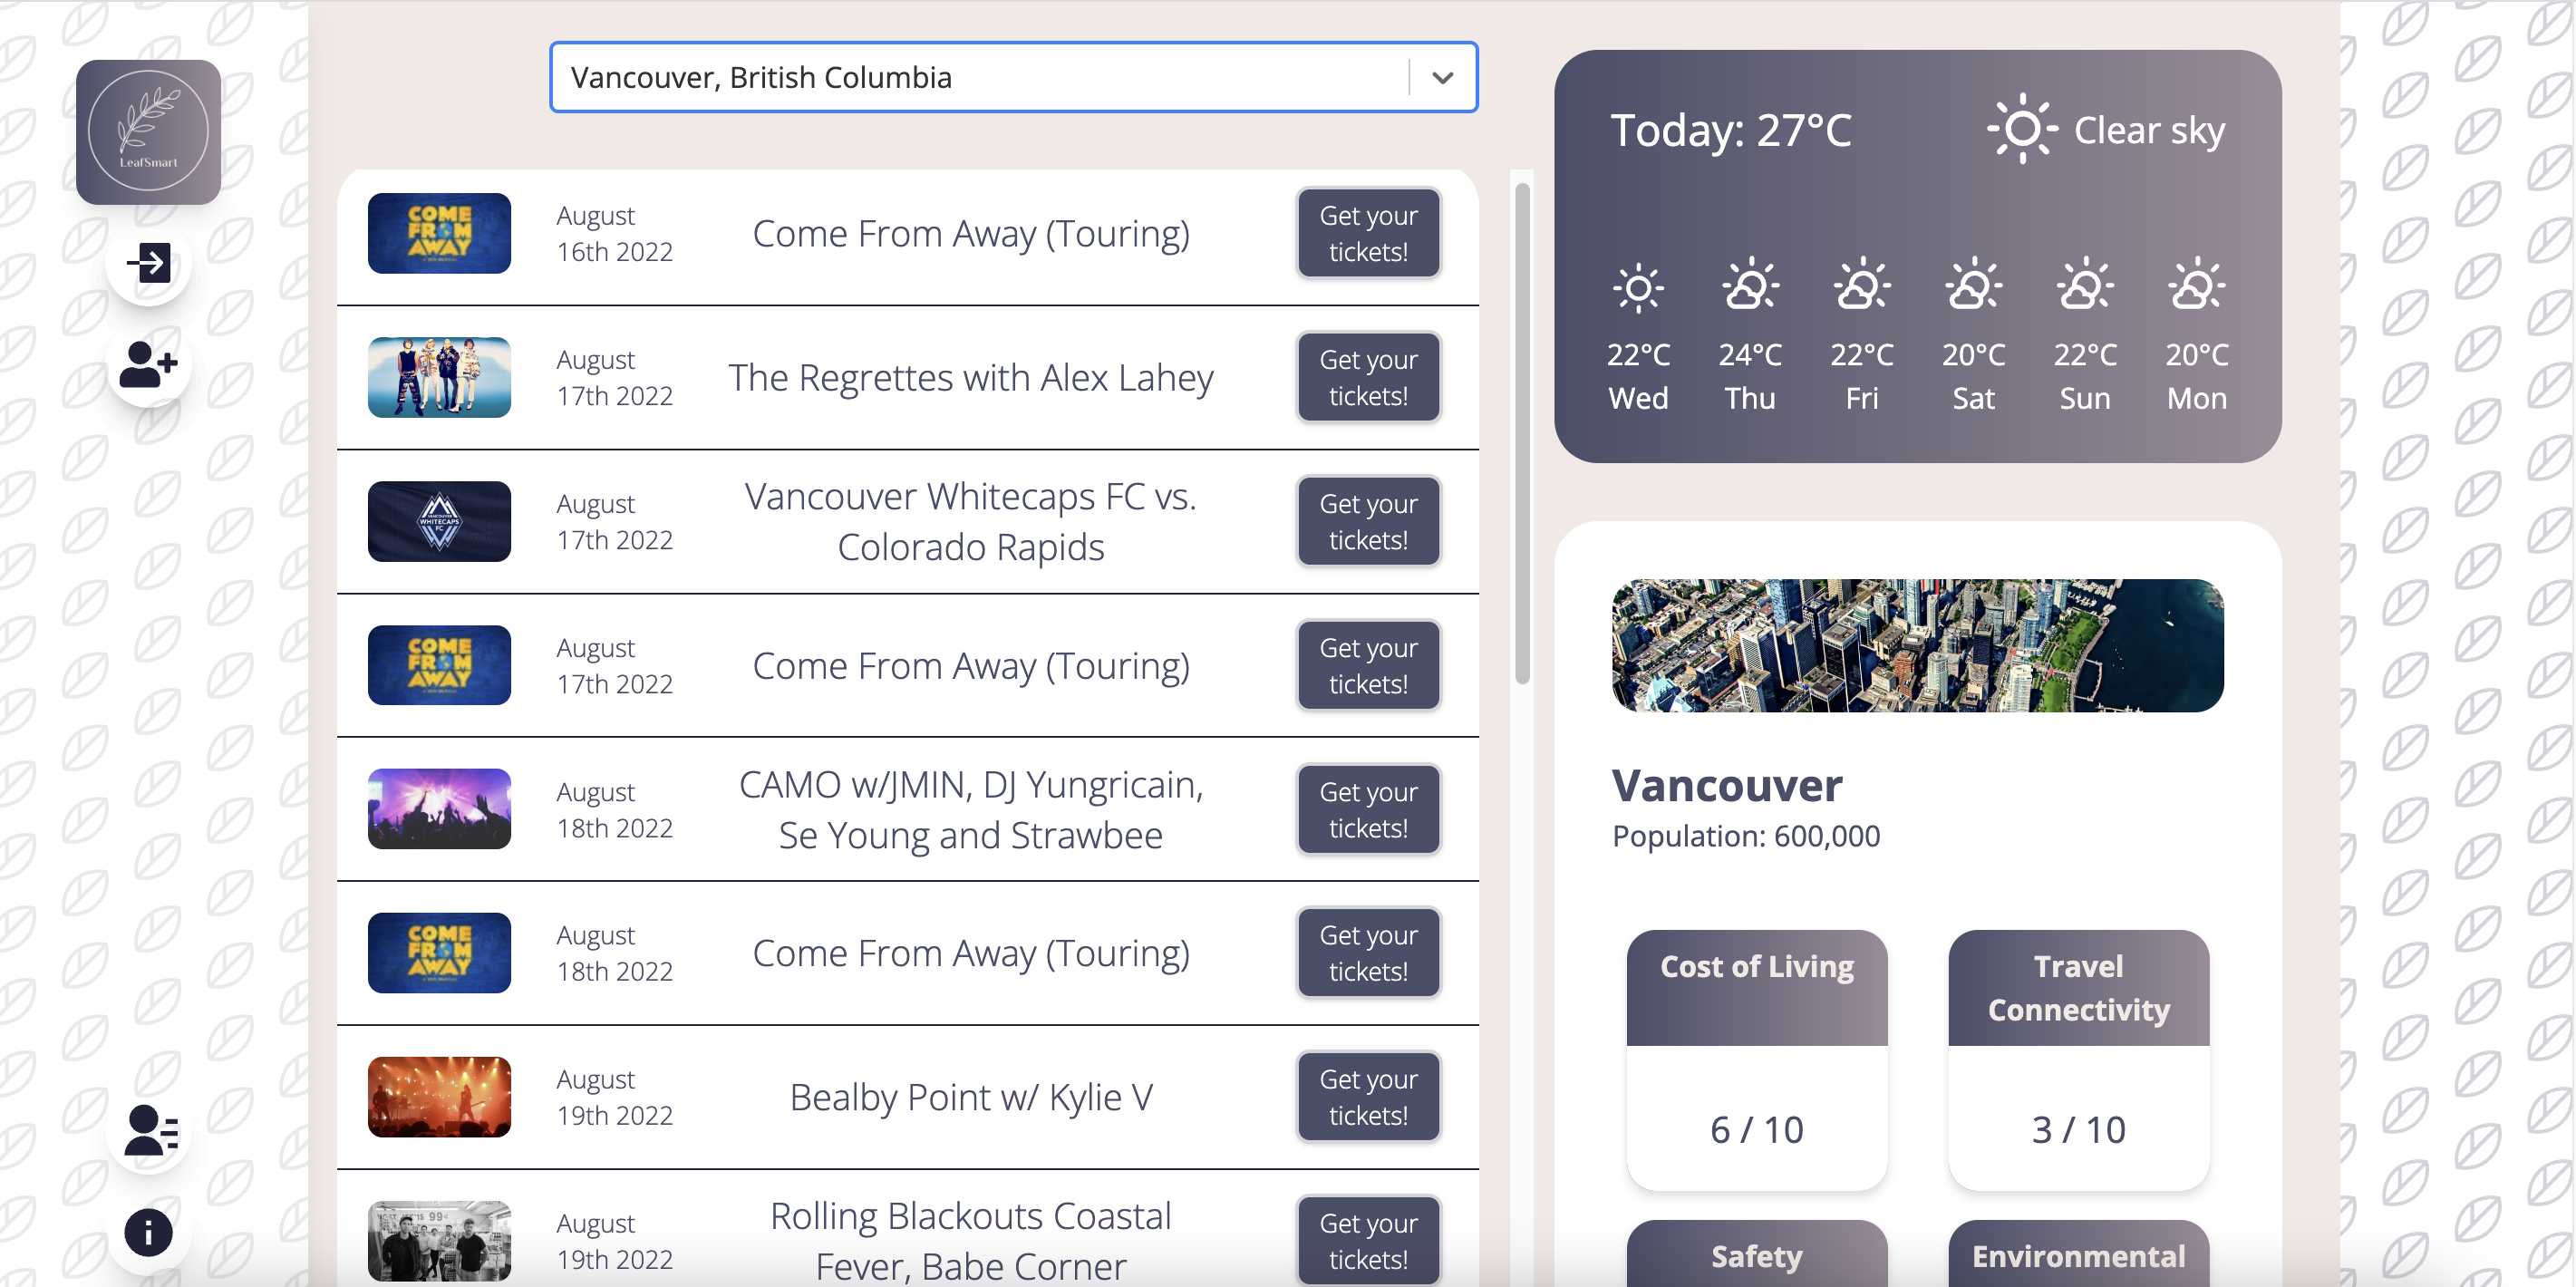 LeafSmart
Vancouver, British Columbia
COME
FROM
AWAY
August
16th 2022
Come From Away (Touring)
Get your
tickets!
August
17th 2022
The Regrettes with Alex Lahey
Get your
tickets!
VANCOUVER
WHITECAPS
FC
August
17th 2022
Vancouver Whitecaps FC vs.
Colorado Rapids
Get your
tickets!
COME
FROM
AWAY
August
17th 2022
Come From Away (Touring)
Get your
tickets!
August
18th 2022
CAMO w/JMIN, DJ Yungricain,
Se Young and Strawbee
Get your
tickets!
COME
FROM
AWAY
August
18th 2022
Come From Away (Touring)
Get your
tickets!
August
19th 2022
Bealby Point w/ Kylie V
Get your
tickets!
99¢
August
19th 2022
Rolling Blackouts Coastal
Fever, Babe Corner
Get your
tickets!
Today: 27°C
Clear sky
22°C 24°C 22°C 20°C 22°C 20°C
Wed Thu Fri Sat Sun Mon
Vancouver
Population: 600,000
Cost of Living
6 / 10
Travel
Connectivity
3 / 10
Safety
Environmental